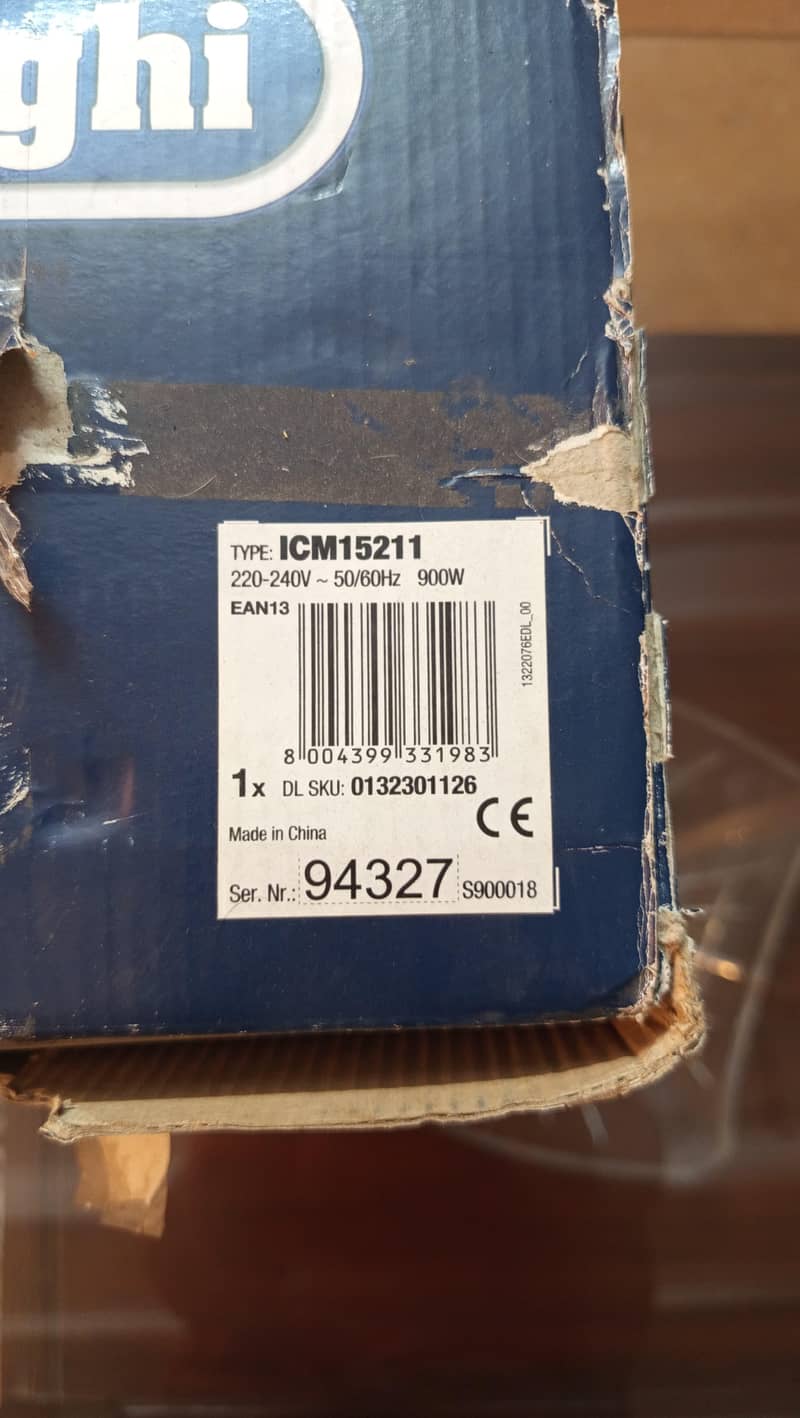 ghi
TYPE: ICM15211
220-240V ~ 50/60Hz 900W
EAN13
1322076EDL_00
8 004399 331983
1x DL SKU: 0132301126
CE
Made in China
Ser. Nr.: 94327 S900018